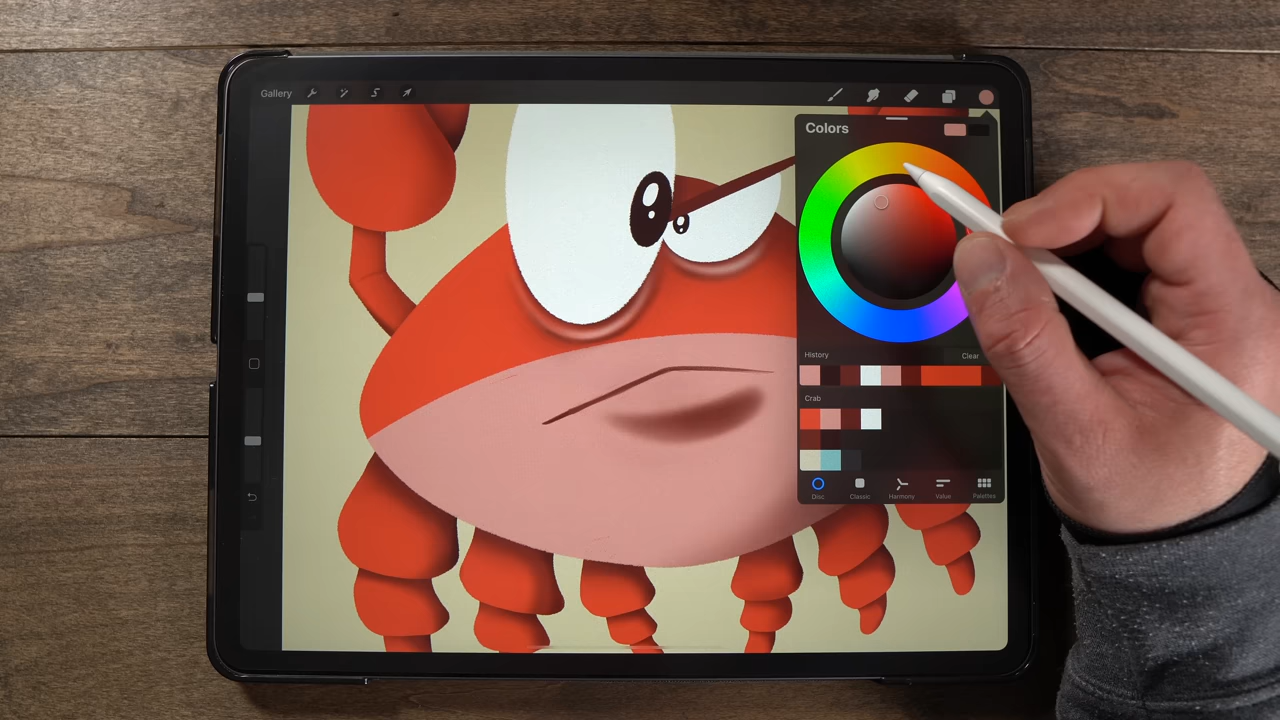 Gallery
Colors
History Clear
Crab
Disc Classic Harmony Value Palettes